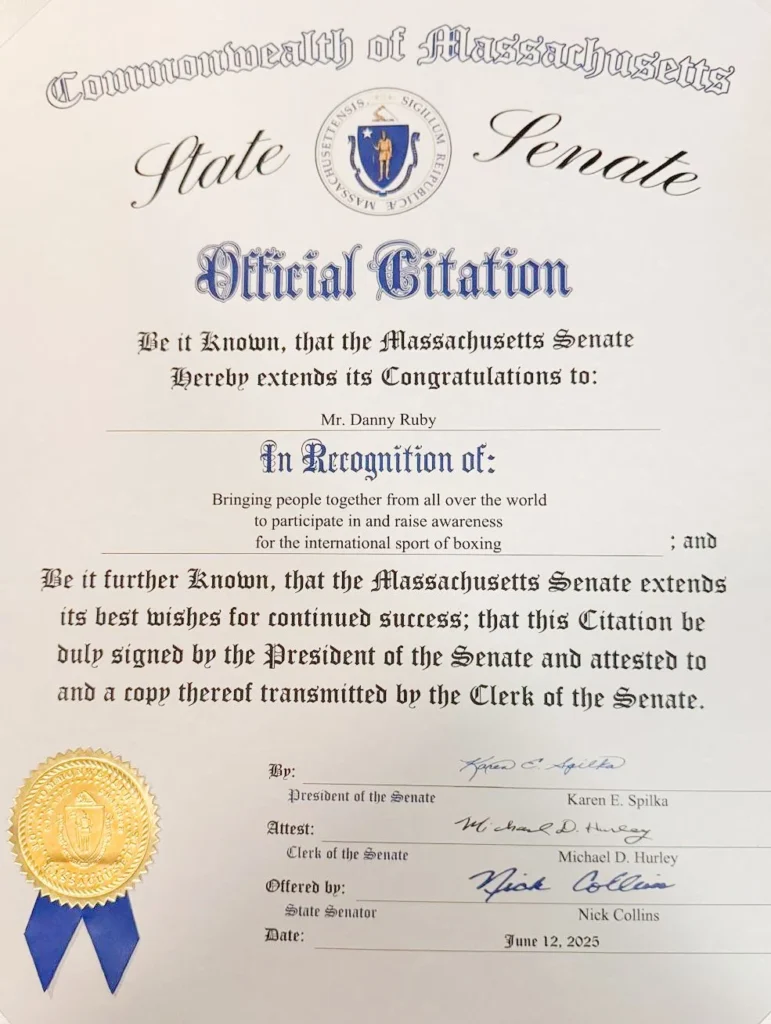 Commonwealth of Massachusetts
State Senate
SIGILLUM REIPUBLICÆ MASSACHUSETTENSIS
Official Citation
Be it Known, that the Massachusetts Senate
Hereby extends its Congratulations to:
Mr. Danny Ruby
In Recognition of:
Bringing people together from all over the world
to participate in and raise awareness
for the international sport of boxing
; and
Be it further Known, that the Massachusetts Senate extends
its best wishes for continued success; that this Citation be
duly signed by the President of the Senate and attested to
and a copy thereof transmitted by the Clerk of the Senate.
By: Karen E. Spilka
President of the Senate Karen E. Spilka
Attest: Michael D. Hurley
Clerk of the Senate Michael D. Hurley
Offered by: Nick Collins
State Senator Nick Collins
Date: June 12, 2025